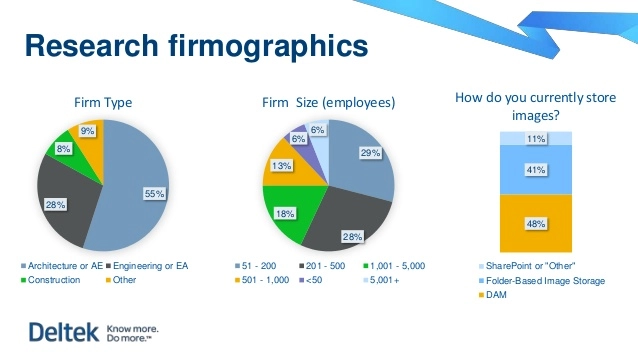 Research firmographics
Firm Type
9%
8%
28%
55%
Architecture or AE
Engineering or EA
Construction
Other
Firm Size (employees)
6%
6%
13%
18%
28%
29%
51 - 200
201 - 500
1,001 - 5,000
501 - 1,000
<50
5,001+
How do you currently store
images?
11%
41%
48%
SharePoint or "Other"
Folder-Based Image Storage
DAM
Deltek
Know more.
Do more.™